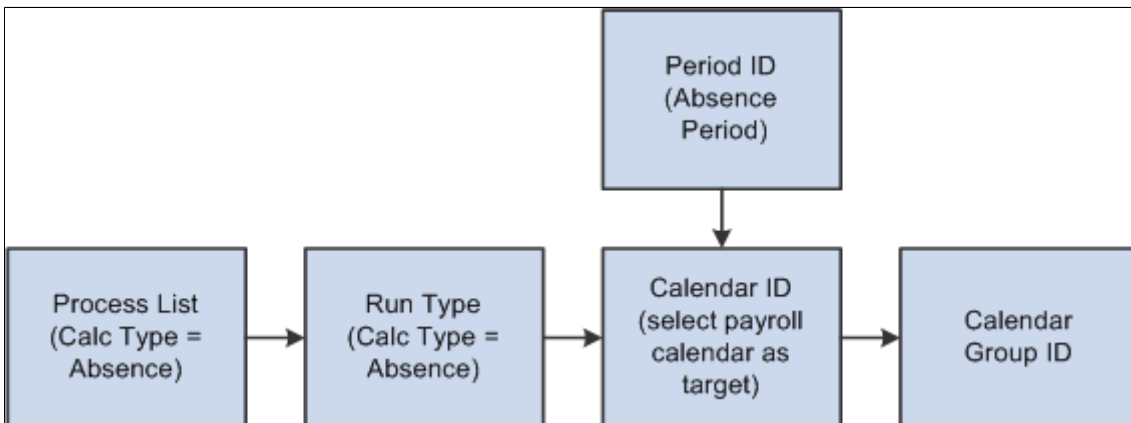 Period ID
(Absence
Period)
Process List
(Calc Type =
Absence)
Run Type
(Calc Type =
Absence)
Calendar ID
(select payroll
calendar as
target)
Calendar
Group ID